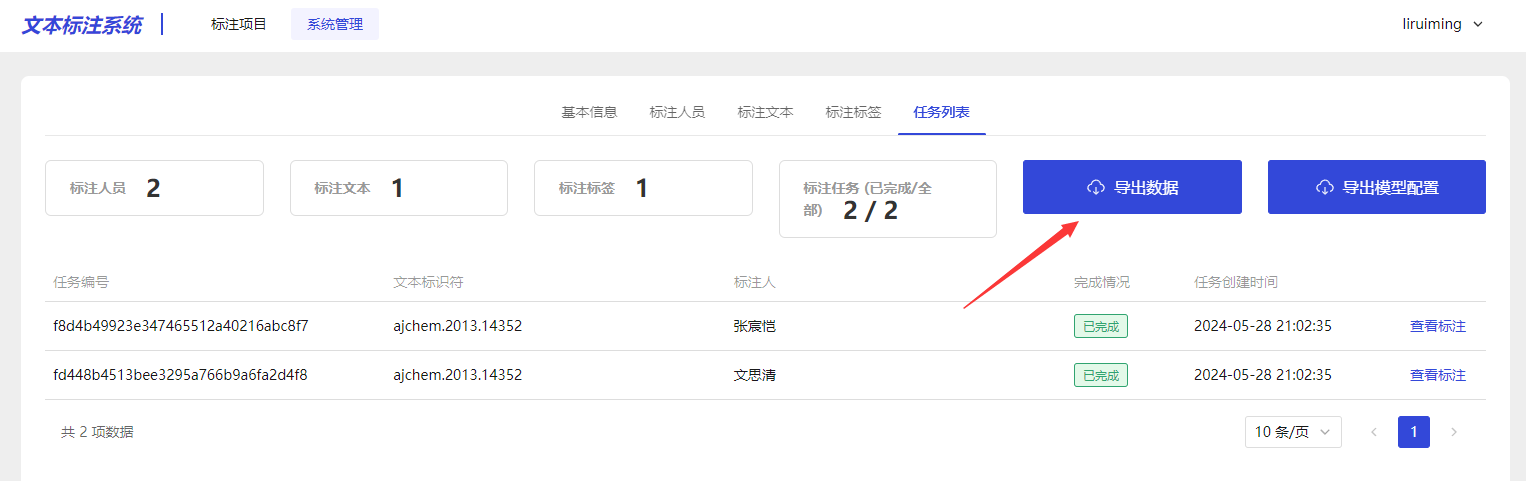 文本标注系统 标注项目 系统管理 liruiming
基本信息 标注人员 标注文本 标注标签 任务列表
标注人员 2
标注文本 1
标注标签 1
标注任务 (已完成/全
部) 2 / 2
导出数据
导出模型配置
任务编号 文本标识符 标注人 完成情况 任务创建时间
f8d4b49923e347465512a40216abc8f7 ajchem.2013.14352 张宸恺 已完成 2024-05-28 21:02:35 查看标注
fd448b4513bee3295a766b9a6fa2d4f8 ajchem.2013.14352 文思清 已完成 2024-05-28 21:02:35 查看标注
共 2 项数据 10 条/页 1